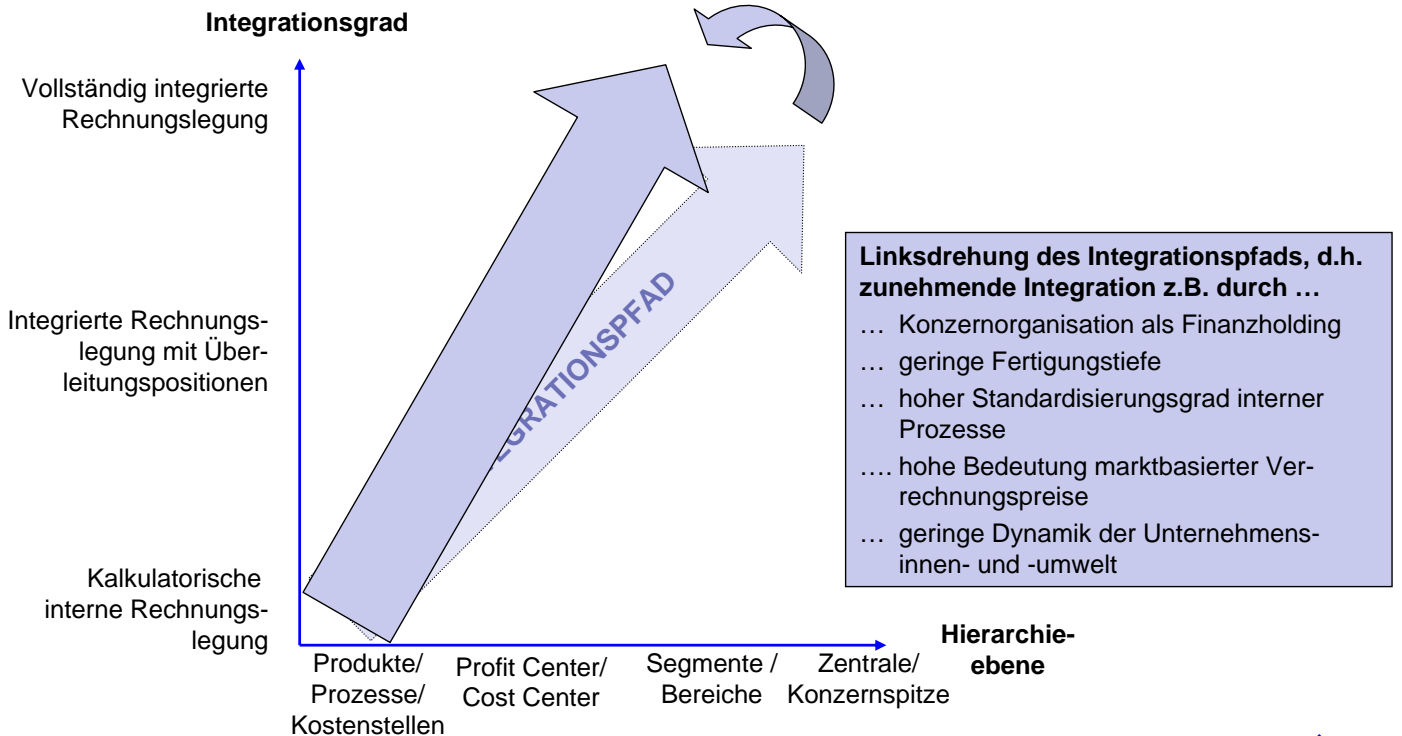 Integrationsgrad
Vollständig integrierte
Rechnungslegung
Integrierte Rechnungs-
legung mit Über-
leitungspositionen
Kalkulatorische
interne Rechnungs-
legung
EGRATIONSPFAD
Linksdrehung des Integrationspfads, d.h.
zunehmende Integration z.B. durch …
… Konzernorganisation als Finanzholding
… geringe Fertigungstiefe
… hoher Standardisierungsgrad interner
Prozesse
…. hohe Bedeutung marktbasierter Ver-
rechnungspreise
… geringe Dynamik der Unternehmens-
innen- und -umwelt
Hierarchie-
ebene
Produkte/
Prozesse/
Kostenstellen
Profit Center/
Cost Center
Segmente /
Bereiche
Zentrale/
Konzernspitze